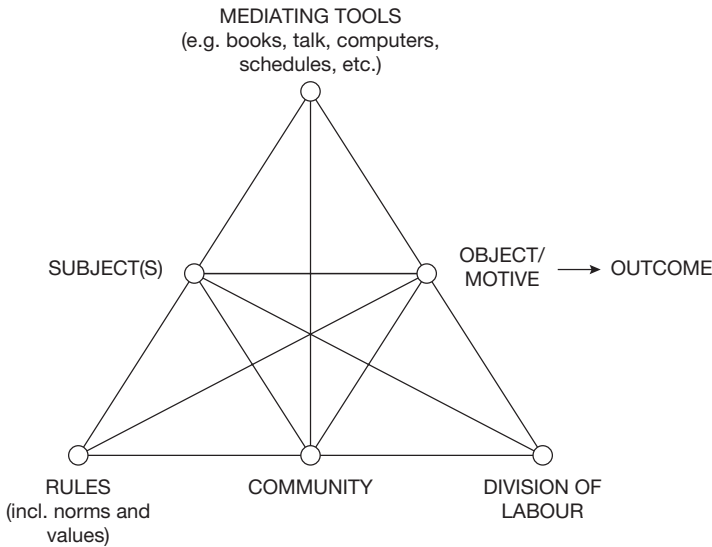 MEDIATING TOOLS
(e.g. books, talk, computers,
schedules, etc.)
SUBJECT(S)
OBJECT/
MOTIVE
OUTCOME
RULES
(incl. norms and
values)
COMMUNITY
DIVISION OF
LABOUR